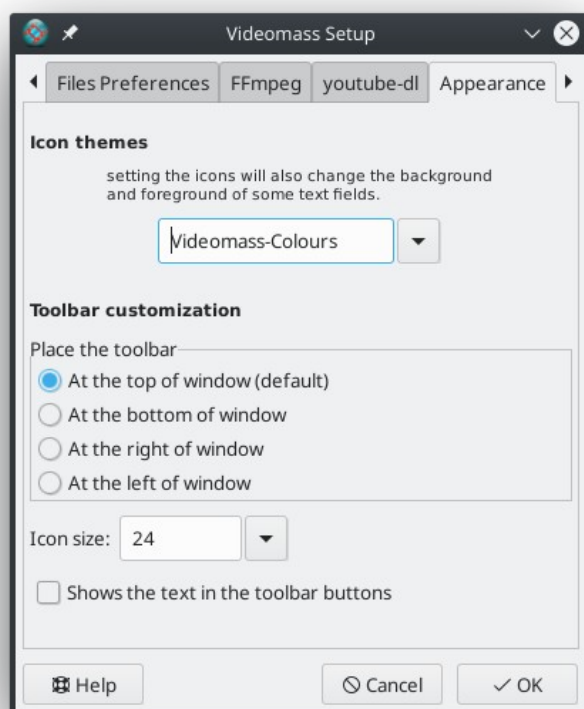 Videomass Setup
Files Preferences FFmpeg youtube-dl Appearance
Icon themes
setting the icons will also change the background
and foreground of some text fields.
Videomass-Colours
Toolbar customization
Place the toolbar
At the top of window (default)
At the bottom of window
At the right of window
At the left of window
Icon size: 24
Shows the text in the toolbar buttons
Help Cancel OK